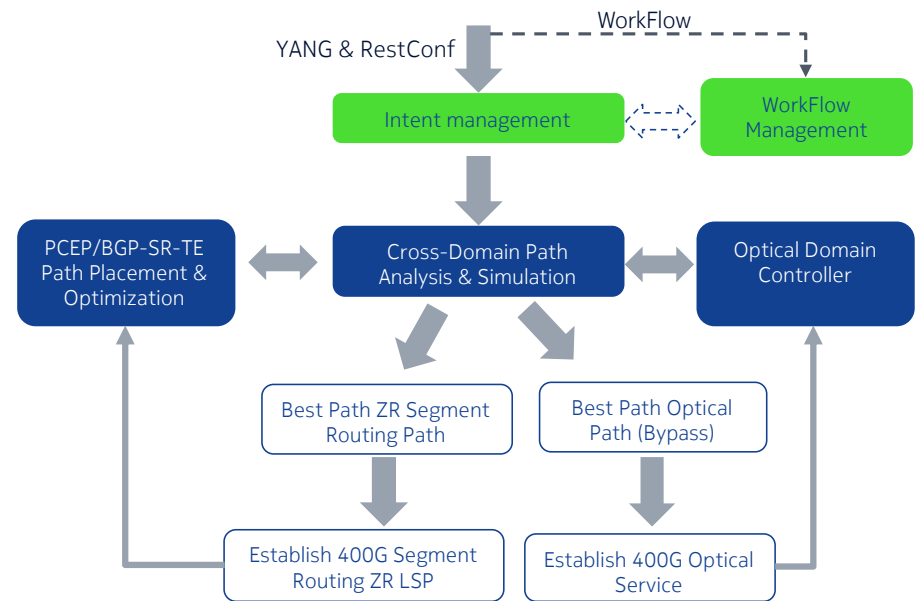 WorkFlow
YANG & RestConf
Intent management
WorkFlow
Management
PCEP/BGP-SR-TE
Path Placement &
Optimization
Cross-Domain Path
Analysis & Simulation
Optical Domain
Controller
Best Path ZR Segment
Routing Path
Best Path Optical
Path (Bypass)
Establish 400G Segment
Routing ZR LSP
Establish 400G Optical
Service